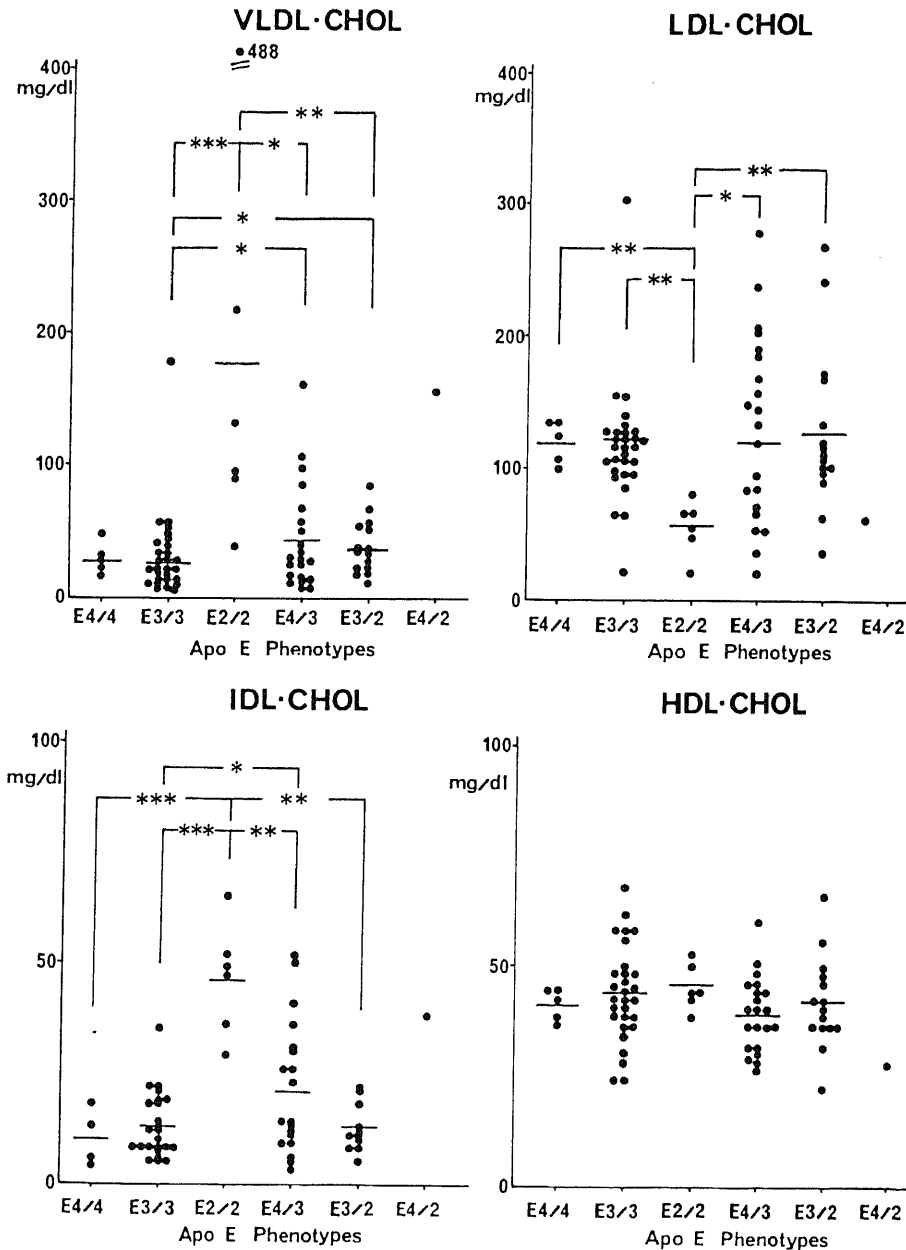 VLDL·CHOL
488
400
mg/dl
**
*** *
300
*
*
200
100
0
E4/4 E3/3 E2/2 E4/3 E3/2 E4/2
Apo E Phenotypes
LDL·CHOL
400
mg/dl
300
**
*
**
**
200
100
0
E4/4 E3/3 E2/2 E4/3 E3/2 E4/2
Apo E Phenotypes
IDL·CHOL
100
mg/dl
*
*** **
*** **
50
0
E4/4 E3/3 E2/2 E4/3 E3/2 E4/2
Apo E Phenotypes
HDL·CHOL
100
mg/dl
50
0
E4/4 E3/3 E2/2 E4/3 E3/2 E4/2
Apo E Phenotypes